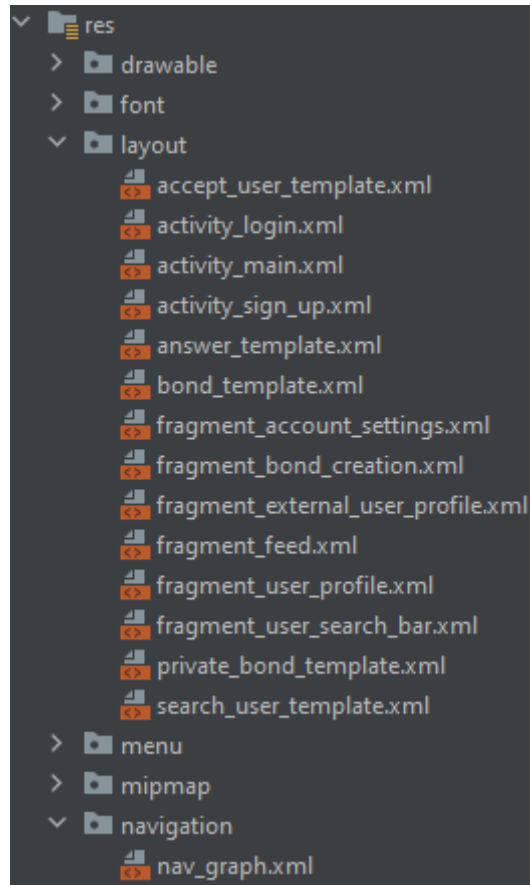 res
drawable
font
layout
accept_user_template.xml
activity_login.xml
activity_main.xml
activity_sign_up.xml
answer_template.xml
bond_template.xml
fragment_account_settings.xml
fragment_bond_creation.xml
fragment_external_user_profile.xml
fragment_feed.xml
fragment_user_profile.xml
fragment_user_search_bar.xml
private_bond_template.xml
search_user_template.xml
menu
mipmap
navigation
nav_graph.xml